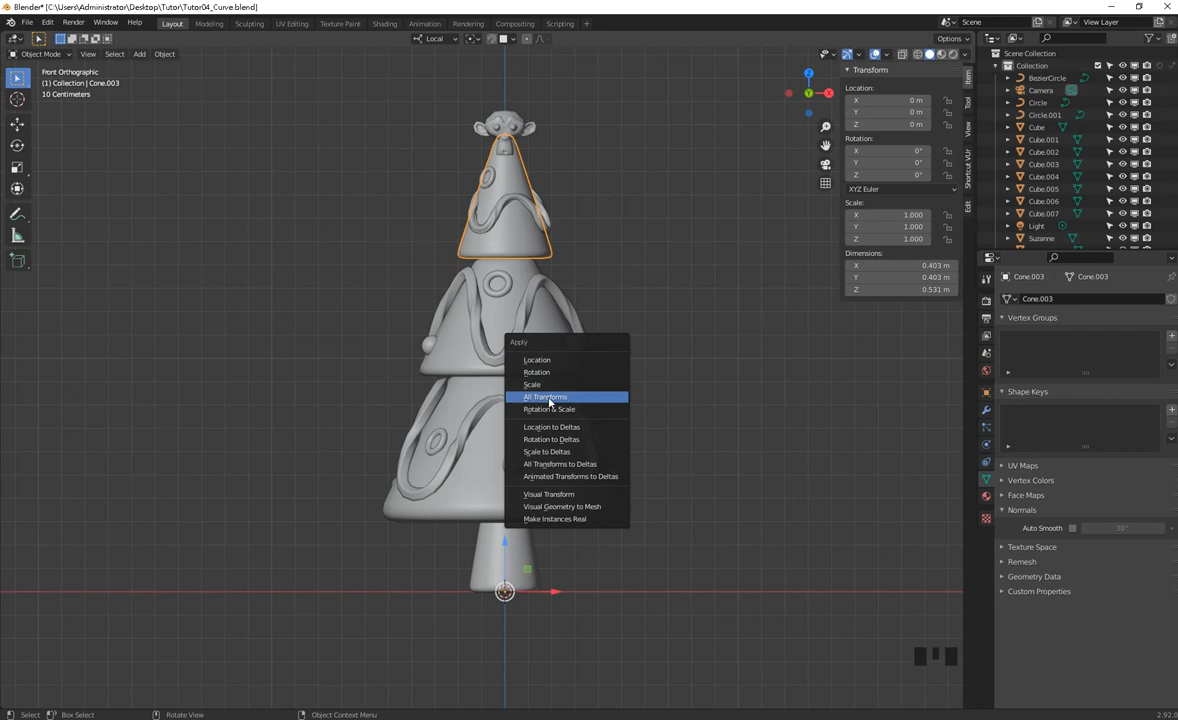 Blender* [C:\Users\Administrator\Desktop\Tutor\Tutor04_Curve.blend]
File Edit Render Window Help
Layout Modeling Sculpting UV Editing Texture Paint Shading Animation Rendering Compositing Scripting +
Scene
View Layer
Local
Options
Object Mode View Select Add Object
Front Orthographic
(1) Collection | Cone.003
10 Centimeters
Z
X
Y
Transform
Location:
X 0 m
Y 0 m
Z 0 m
Rotation:
X 0°
Y 0°
Z 0°
XYZ Euler
Scale:
X 1.000
Y 1.000
Z 1.000
Dimensions:
X 0.403 m
Y 0.403 m
Z 0.531 m
Item
Tool
View
Shortcut VUr
Edit
Scene Collection
Collection
BezierCircle
Camera
Circle
Circle.001
Cube
Cube.001
Cube.002
Cube.003
Cube.004
Cube.005
Cube.006
Cube.007
Light
Suzanne
Cone.003 Cone.003
Cone.003
Vertex Groups
Shape Keys
UV Maps
Vertex Colors
Face Maps
Normals
Auto Smooth 30°
Texture Space
Remesh
Geometry Data
Custom Properties
Apply
Location
Rotation
Scale
All Transforms
Rotation & Scale
Location to Deltas
Rotation to Deltas
Scale to Deltas
All Transforms to Deltas
Animated Transforms to Deltas
Visual Transform
Visual Geometry to Mesh
Make Instances Real
Select Box Select Rotate View Object Context Menu
2.92.0